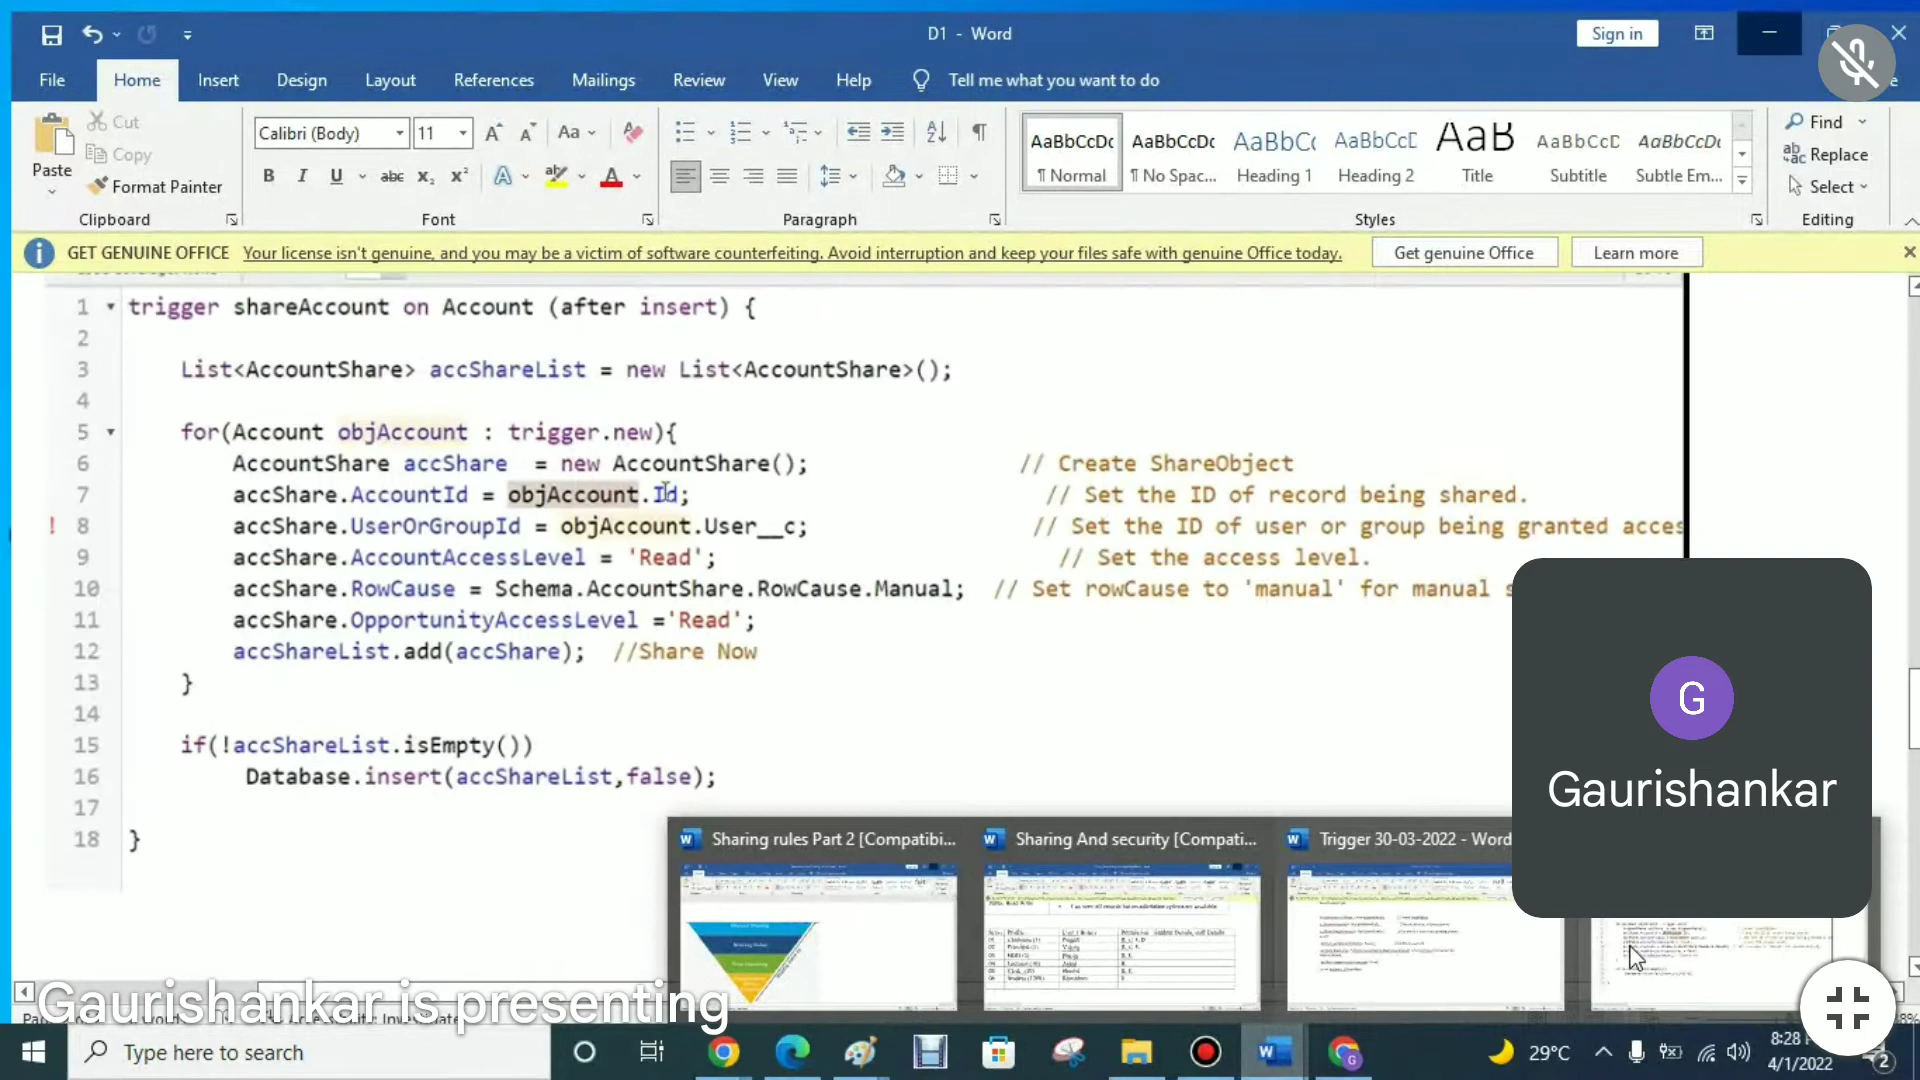 D1 - Word
Sign in
File Home Insert Design Layout References Mailings Review View Help Tell me what you want to do
Paste
Cut
Copy
Format Painter
Clipboard
Calibri (Body) 11
Font
Paragraph
AaBbCcDc AaBbCcDc AaBbCc AaBbCcD AaB AaBbCcD AaBbCcDc
¶ Normal ¶ No Spac... Heading 1 Heading 2 Title Subtitle Subtle Em...
Styles
Find
Replace
Select
Editing
GET GENUINE OFFICE Your license isn't genuine, and you may be a victim of software counterfeiting. Avoid interruption and keep your files safe with genuine Office today. Get genuine Office Learn more
1 trigger shareAccount on Account (after insert) {
2
3 List<AccountShare> accShareList = new List<AccountShare>();
4
5 for(Account objAccount : trigger.new){
6 AccountShare accShare = new AccountShare(); // Create ShareObject
7 accShare.AccountId = objAccount.Id; // Set the ID of record being shared.
! 8 accShare.UserOrGroupId = objAccount.User__c; // Set the ID of user or group being granted acces
9 accShare.AccountAccessLevel = 'Read'; // Set the access level.
10 accShare.RowCause = Schema.AccountShare.RowCause.Manual; // Set rowCause to 'manual' for manual s
11 accShare.OpportunityAccessLevel ='Read';
12 accShareList.add(accShare); //Share Now
13 }
14
15 if(!accShareList.isEmpty())
16 Database.insert(accShareList,false);
17
18 }
G
Gaurishankar
Sharing rules Part 2 [Compatibi... Sharing And security [Compati... Trigger 30-03-2022 - Word
Gaurishankar is presenting
Type here to search
29°C
8:28
4/1/2022
2